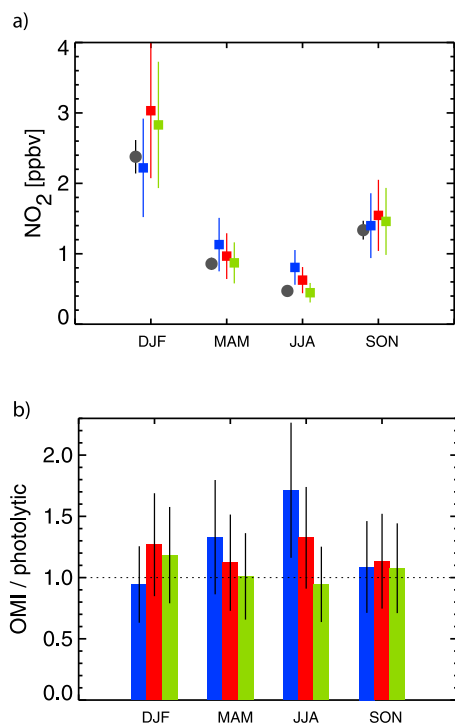 a)
4
3
2
1
0
NO2 [ppbv]
DJF MAM JJA SON
b)
2.0
1.5
1.0
0.5
0.0
OMI / photolytic
DJF MAM JJA SON